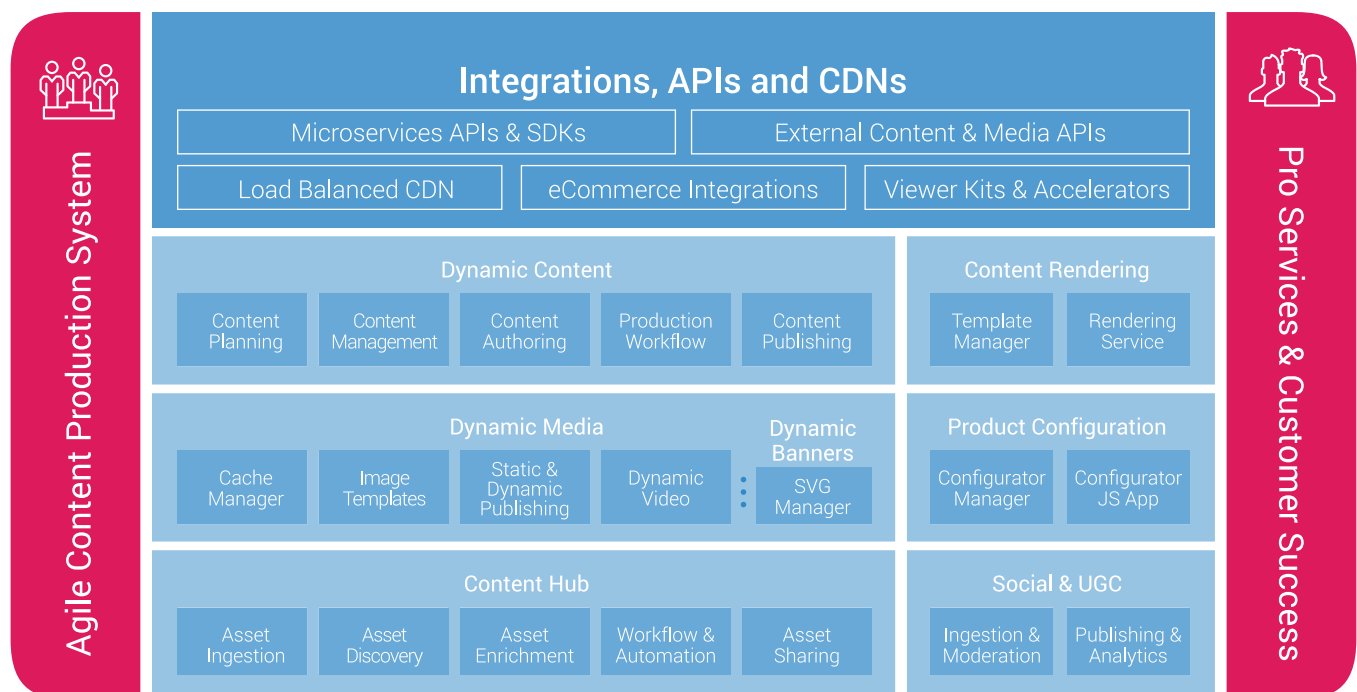 Agile Content Production System
Integrations, APIs and CDNs
Microservices APIs & SDKs
External Content & Media APIs
Load Balanced CDN
eCommerce Integrations
Viewer Kits & Accelerators
Dynamic Content
Content
Planning
Content
Management
Content
Authoring
Production
Workflow
Content
Publishing
Content Rendering
Template
Manager
Rendering
Service
Dynamic Media
Cache
Manager
Image
Templates
Static &
Dynamic
Publishing
Dynamic
Video
Dynamic
Banners
SVG
Manager
Product Configuration
Configurator
Manager
Configurator
JS App
Content Hub
Asset
Ingestion
Asset
Discovery
Asset
Enrichment
Workflow &
Automation
Asset
Sharing
Social & UGC
Ingestion &
Moderation
Publishing &
Analytics
Pro Services & Customer Success